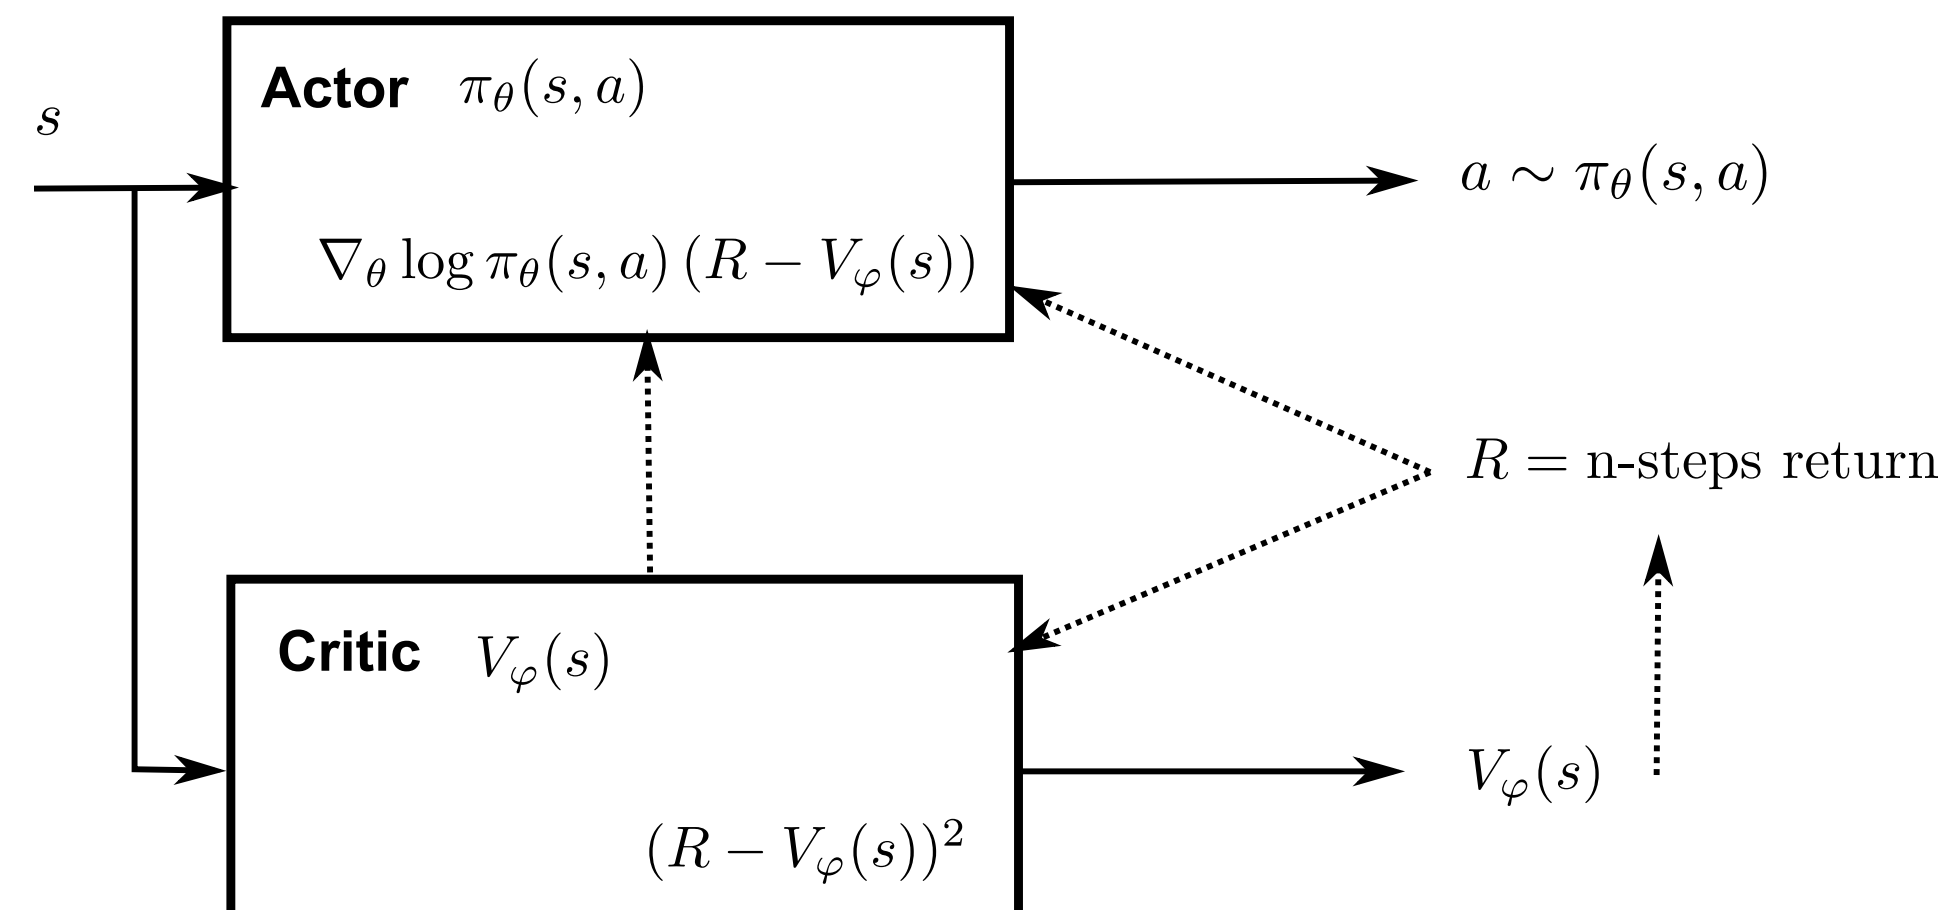 s
Actor π_θ(s, a)
a ∼ π_θ(s, a)
∇_θ log π_θ(s, a) (R − V_φ(s))
R = n-steps return
Critic V_φ(s)
V_φ(s)
(R − V_φ(s))²